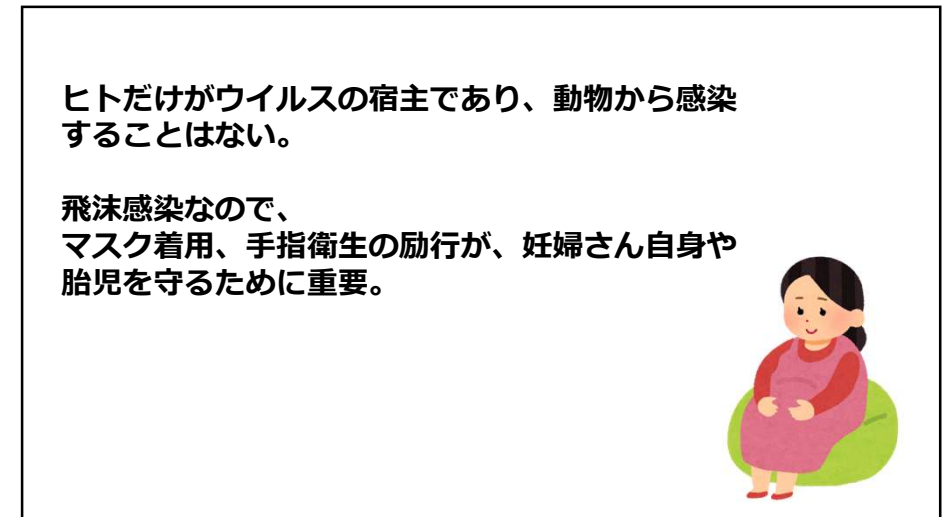 ヒトだけがウイルスの宿主であり、動物から感染
することはない。
飛沫感染なので、
マスク着用、手指衛生の励行が、妊婦さん自身や
胎児を守るために重要。